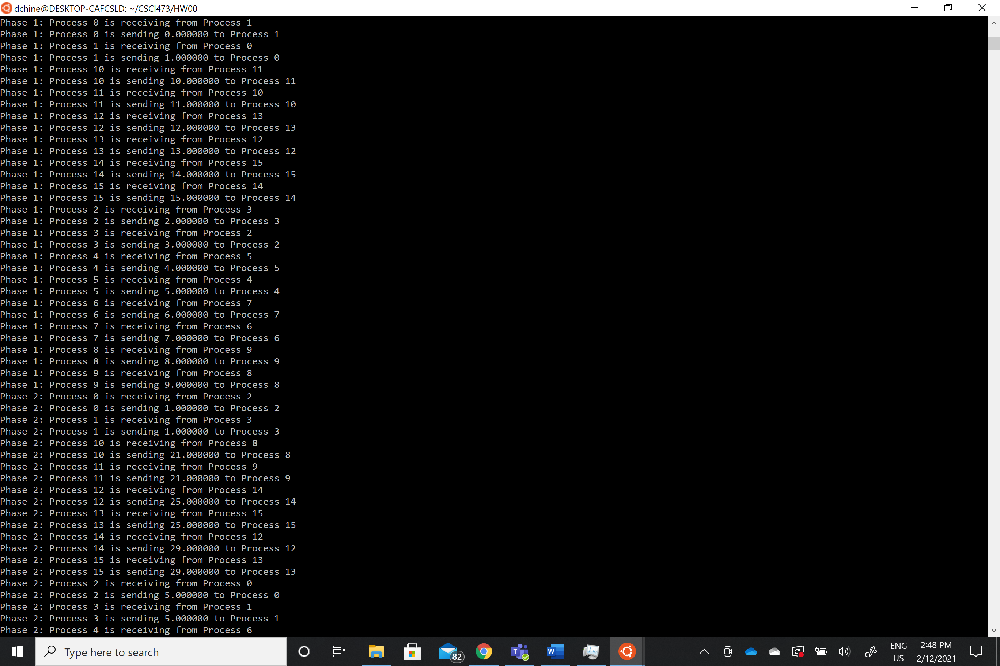 dchine@DESKTOP-CAFCSLD: ~/CSCI473/HW00
Phase 1: Process 0 is receiving from Process 1
Phase 1: Process 0 is sending 0.000000 to Process 1
Phase 1: Process 1 is receiving from Process 0
Phase 1: Process 1 is sending 1.000000 to Process 0
Phase 1: Process 10 is receiving from Process 11
Phase 1: Process 10 is sending 10.000000 to Process 11
Phase 1: Process 11 is receiving from Process 10
Phase 1: Process 11 is sending 11.000000 to Process 10
Phase 1: Process 12 is receiving from Process 13
Phase 1: Process 12 is sending 12.000000 to Process 13
Phase 1: Process 13 is receiving from Process 12
Phase 1: Process 13 is sending 13.000000 to Process 12
Phase 1: Process 14 is receiving from Process 15
Phase 1: Process 14 is sending 14.000000 to Process 15
Phase 1: Process 15 is receiving from Process 14
Phase 1: Process 15 is sending 15.000000 to Process 14
Phase 1: Process 2 is receiving from Process 3
Phase 1: Process 2 is sending 2.000000 to Process 3
Phase 1: Process 3 is receiving from Process 2
Phase 1: Process 3 is sending 3.000000 to Process 2
Phase 1: Process 4 is receiving from Process 5
Phase 1: Process 4 is sending 4.000000 to Process 5
Phase 1: Process 5 is receiving from Process 4
Phase 1: Process 5 is sending 5.000000 to Process 4
Phase 1: Process 6 is receiving from Process 7
Phase 1: Process 6 is sending 6.000000 to Process 7
Phase 1: Process 7 is receiving from Process 6
Phase 1: Process 7 is sending 7.000000 to Process 6
Phase 1: Process 8 is receiving from Process 9
Phase 1: Process 8 is sending 8.000000 to Process 9
Phase 1: Process 9 is receiving from Process 8
Phase 1: Process 9 is sending 9.000000 to Process 8
Phase 2: Process 0 is receiving from Process 2
Phase 2: Process 0 is sending 1.000000 to Process 2
Phase 2: Process 1 is receiving from Process 3
Phase 2: Process 1 is sending 1.000000 to Process 3
Phase 2: Process 10 is receiving from Process 8
Phase 2: Process 10 is sending 21.000000 to Process 8
Phase 2: Process 11 is receiving from Process 9
Phase 2: Process 11 is sending 21.000000 to Process 9
Phase 2: Process 12 is receiving from Process 14
Phase 2: Process 12 is sending 25.000000 to Process 14
Phase 2: Process 13 is receiving from Process 15
Phase 2: Process 13 is sending 25.000000 to Process 15
Phase 2: Process 14 is receiving from Process 12
Phase 2: Process 14 is sending 29.000000 to Process 12
Phase 2: Process 15 is receiving from Process 13
Phase 2: Process 15 is sending 29.000000 to Process 13
Phase 2: Process 2 is receiving from Process 0
Phase 2: Process 2 is sending 5.000000 to Process 0
Phase 2: Process 3 is receiving from Process 1
Phase 2: Process 3 is sending 5.000000 to Process 1
Phase 2: Process 4 is receiving from Process 6
Type here to search
82
T
W
ENG
US
2:48 PM
2/12/2021